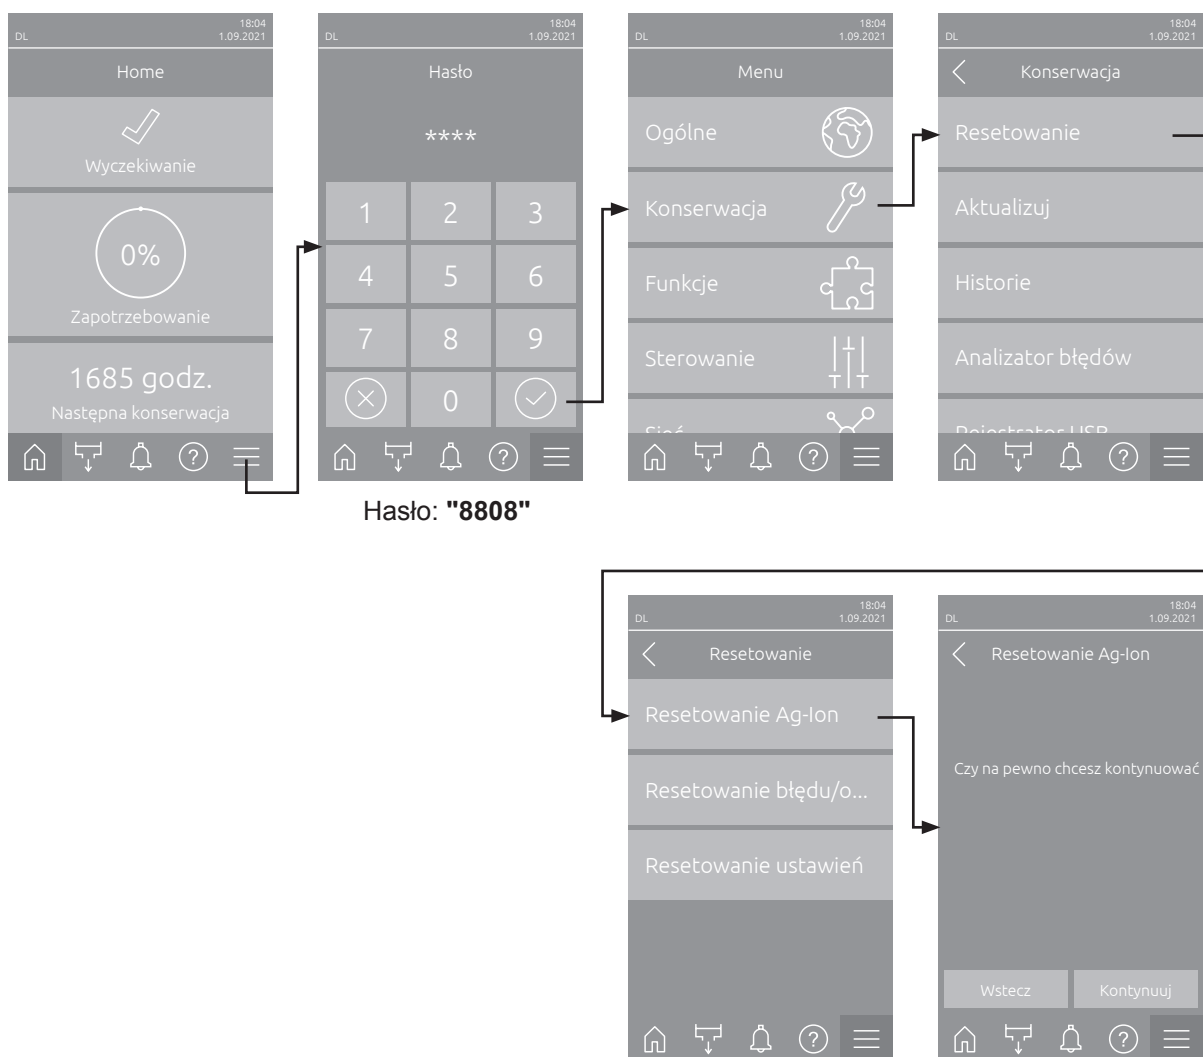 18:04
DL 1.09.2021
Home
Wyczekiwanie
0%
Zapotrzebowanie
1685 godz.
Następna konserwacja
18:04
DL 1.09.2021
Hasło
****
1 2 3
4 5 6
7 8 9
0
Hasło: "8808"
18:04
DL 1.09.2021
Menu
Ogólne
Konserwacja
Funkcje
Sterowanie
Sieć
18:04
DL 1.09.2021
Konserwacja
Resetowanie
Aktualizuj
Historie
Analizator błędów
Rejestrator USB
18:04
DL 1.09.2021
Resetowanie
Resetowanie Ag-Ion
Resetowanie błędu/o...
Resetowanie ustawień
18:04
DL 1.09.2021
Resetowanie Ag-Ion
Czy na pewno chcesz kontynuować
Wstecz Kontynuuj